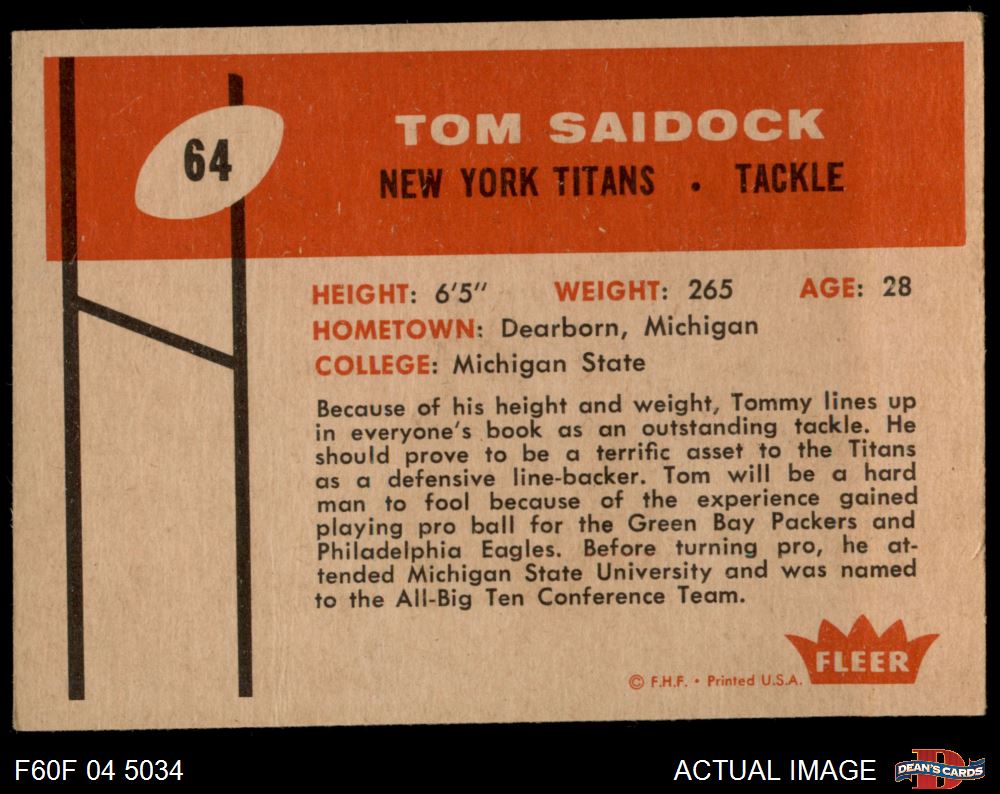 64
TOM SAIDOCK
NEW YORK TITANS • TACKLE
HEIGHT: 6'5" WEIGHT: 265 AGE: 28
HOMETOWN: Dearborn, Michigan
COLLEGE: Michigan State
Because of his height and weight, Tommy lines up
in everyone's book as an outstanding tackle. He
should prove to be a terrific asset to the Titans
as a defensive line-backer. Tom will be a hard
man to fool because of the experience gained
playing pro ball for the Green Bay Packers and
Philadelphia Eagles. Before turning pro, he at-
tended Michigan State University and was named
to the All-Big Ten Conference Team.
FLEER
© F.H.F. • Printed U.S.A.
F60F 04 5034
ACTUAL IMAGE
D
DEAN'S CARDS